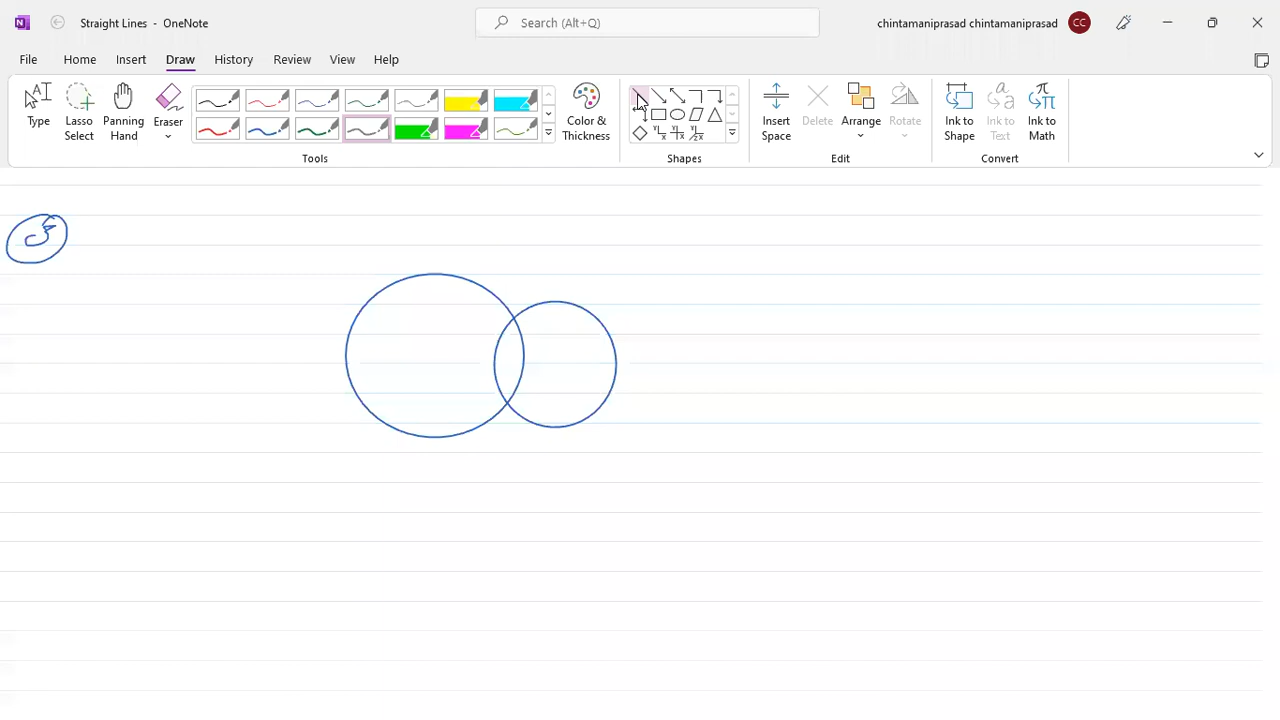 Straight Lines - OneNote
Search (Alt+Q)
chintamaniprasad chintamaniprasad
CC
File
Home
Insert
Draw
History
Review
View
Help
Type
Lasso Select
Panning Hand
Eraser
Color & Thickness
Insert Space
Delete
Arrange
Rotate
Ink to Shape
Ink to Text
Ink to Math
Tools
Shapes
Edit
Convert